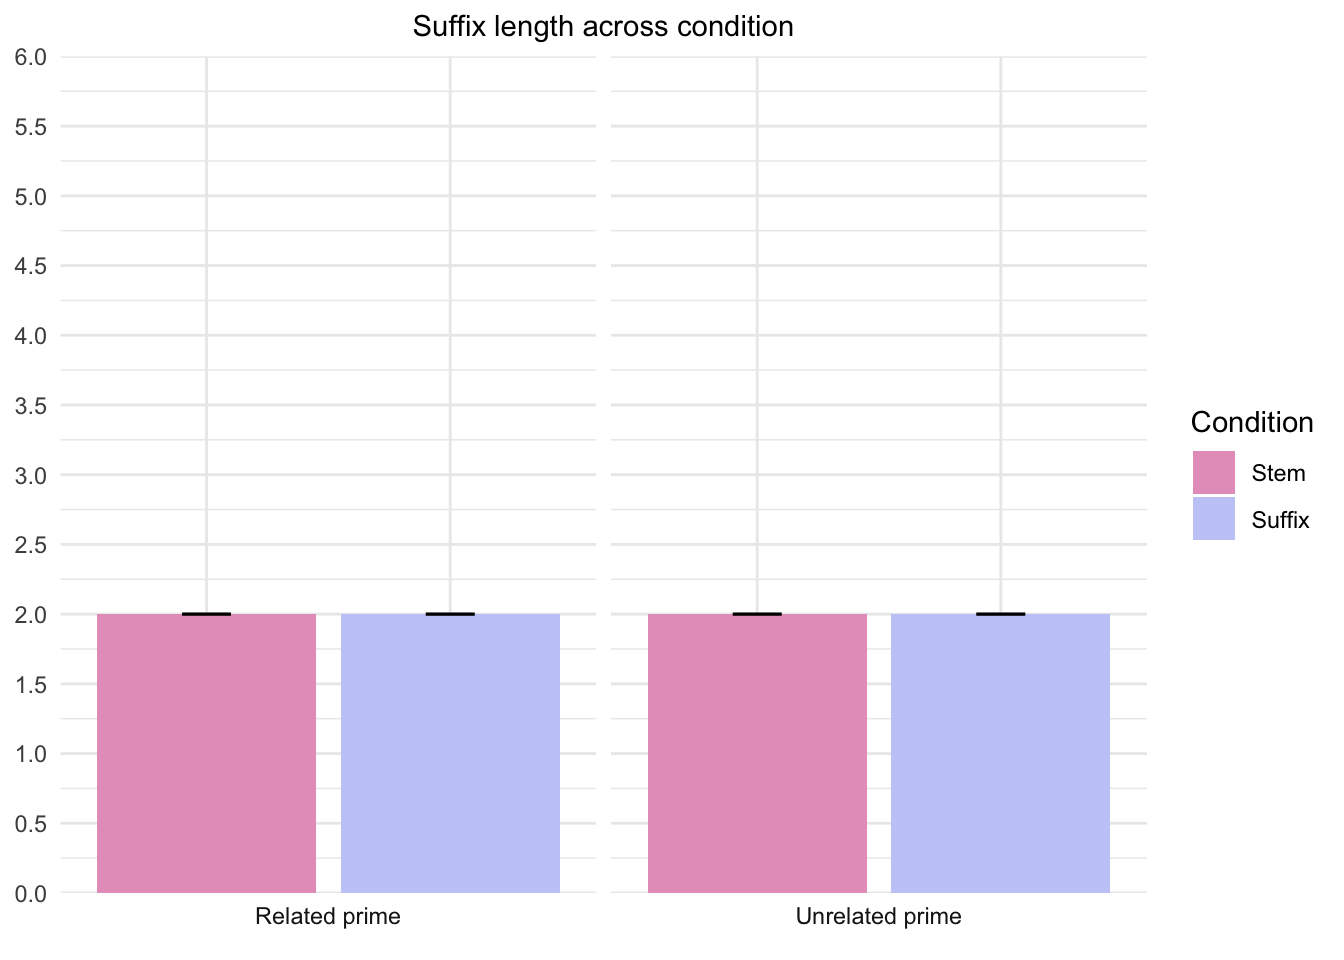 Suffix length across condition
6.0
5.5
5.0
4.5
4.0
3.5
3.0
2.5
2.0
1.5
1.0
0.5
0.0
Related prime
Unrelated prime
Condition
Stem
Suffix